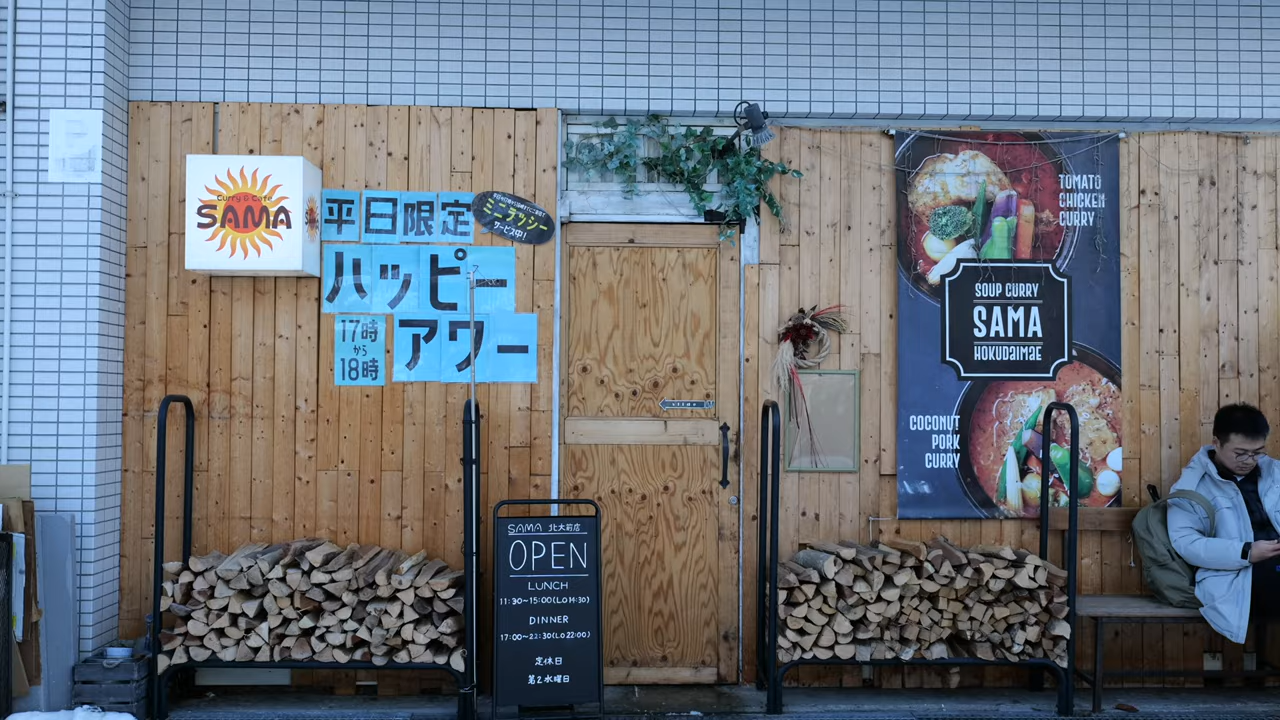 Curry & Cafe
SAMA
平日限定
ハッピー
アワー
17時
から
18時
ミニラッシー
サービス中!
TOMATO
CHICKEN
CURRY
SOUP CURRY
SAMA
HOKUDAIMAE
COCONUT
PORK
CURRY
SAMA 北大前店
OPEN
LUNCH
11:30~15:00(L.O 14:30)
DINNER
17:00~22:30(L.O 22:00)
定休日
第2水曜日